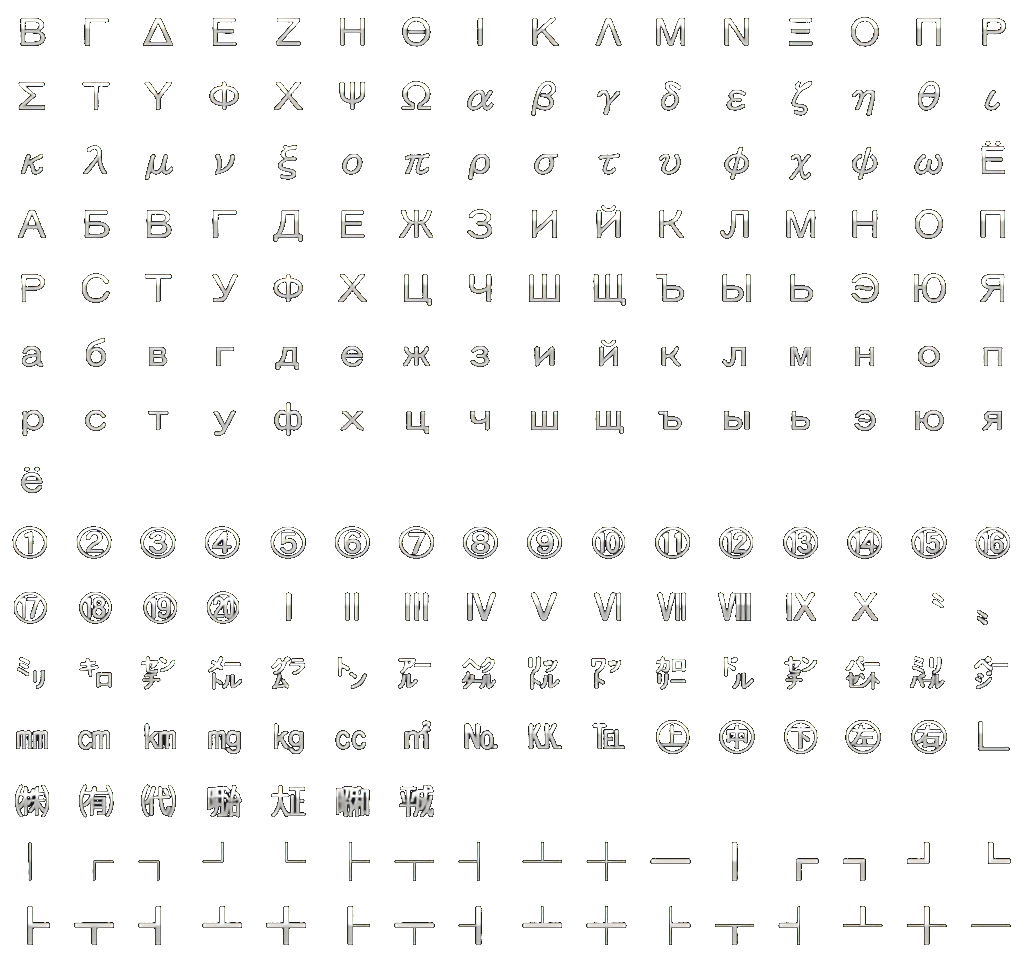 Β Γ Δ Ε Ζ Η Θ Ι Κ Λ Μ Ν Ξ Ο Π Ρ
Σ Τ Υ Φ Χ Ψ Ω α β γ δ ε ζ η θ ι
κ λ μ ν ξ ο π ρ σ τ υ φ χ ψ ω Ё
А Б В Г Д Е Ж З И Й К Л М Н О П
Р С Т У Ф Х Ц Ч Ш Щ Ъ Ы Ь Э Ю Я
а б в г д е ж з и й к л м н о п
р с т у ф х ц ч ш щ ъ ы ь э ю я
ё
① ② ③ ④ ⑤ ⑥ ⑦ ⑧ ⑨ ⑩ ⑪ ⑫ ⑬ ⑭ ⑮ ⑯
⑰ ⑱ ⑲ ⑳ Ⅰ Ⅱ Ⅲ Ⅳ Ⅴ Ⅵ Ⅶ Ⅷ Ⅸ Ⅹ 〝 〟
㍉ ㌔ ㌢ ㍍ ㌘ ㌧ ㌃ ㌶ ㍑ ㍗ ㌍ ㌦ ㌣ ㌫ ㍊ ㌻
㎜ ㎝ ㎞ ㎎ ㎏ ㏄ ㎡ № ㏍ ℡ ㊤ ㊥ ㊦ ㊧ ㊨ ∟
㈱ ㈲ ㈹ ㍾ ㍽ ㍼ ㍻
│ ┌ ┐ ┘ └ ├ ┬ ┤ ┴ ┼ ━ ┃ ┏ ┓ ┛ ┗
┣ ┳ ┫ ┻ ╋ ┠ ┯ ┨ ┷ ┿ ┝ ┰ ┥ ┸ ╂ ─